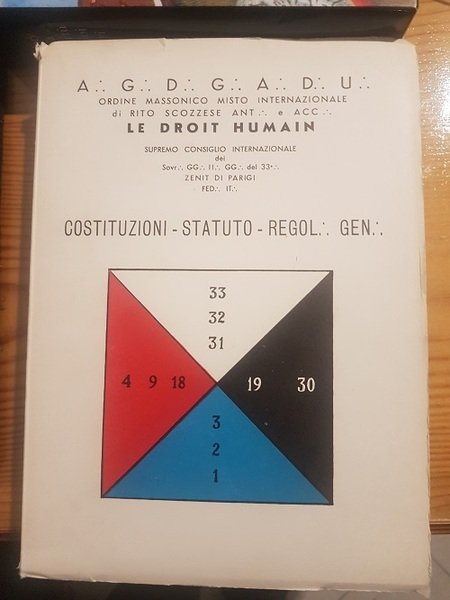 A∴ G∴ D∴ G∴ A∴ D∴ U∴
ORDINE MASSONICO MISTO INTERNAZIONALE
di RITO SCOZZESE ANT∴ e ACC∴
LE DROIT HUMAIN
SUPREMO CONSIGLIO INTERNAZIONALE
dei
Sovr∴ GG∴ II∴ GG∴ del 33°∴
ZENIT DI PARIGI
FED∴ IT∴
COSTITUZIONI - STATUTO - REGOL∴ GEN∴
33
32
31
4 9 18 19 30
3
2
1